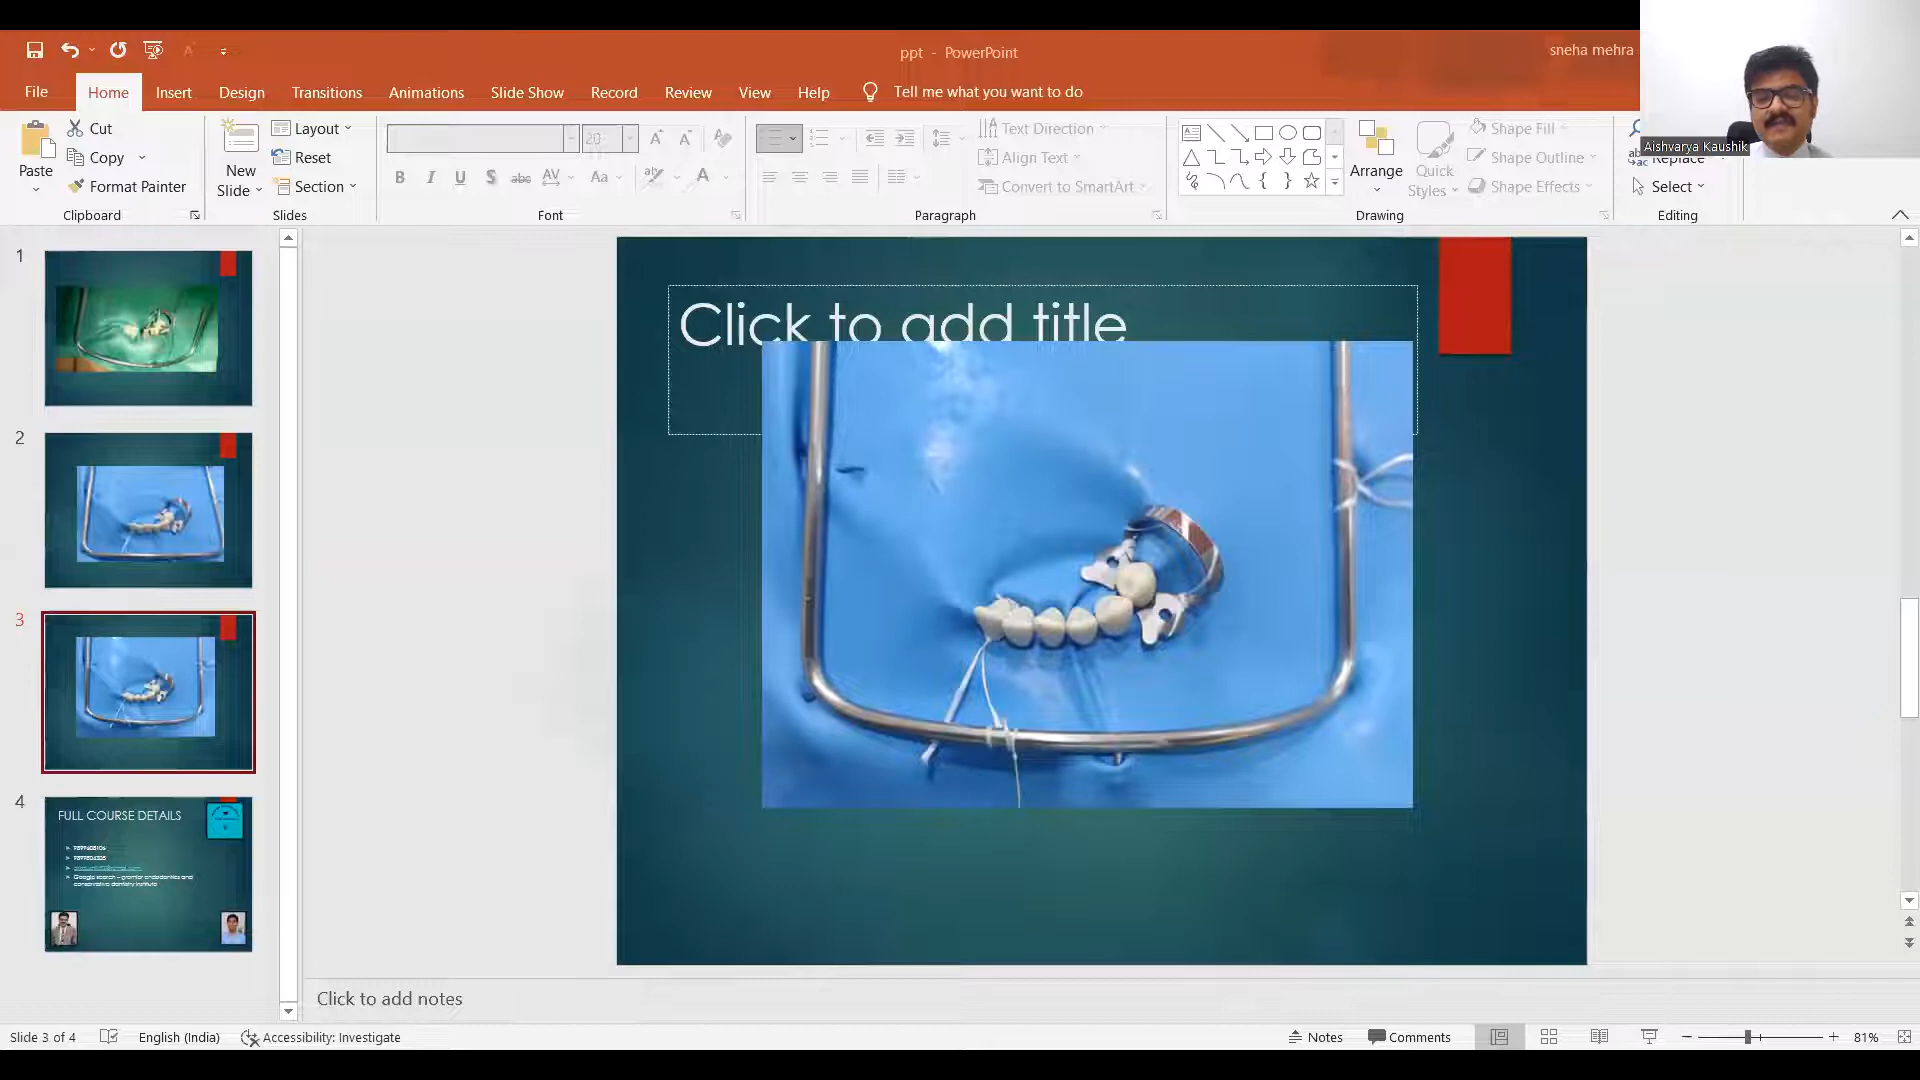 ppt - PowerPoint
sneha mehra
File
Home
Insert
Design
Transitions
Animations
Slide Show
Record
Review
View
Help
Tell me what you want to do
Paste
Cut
Copy
Format Painter
Clipboard
New
Slide
Layout
Reset
Section
Slides
20
Font
Text Direction
Align Text
Convert to SmartArt
Paragraph
Arrange
Quick
Styles
Shape Fill
Shape Outline
Shape Effects
Drawing
Replace
Select
Editing
Aishvarya Kaushik
1
2
3
4
FULL COURSE DETAILS
Click to add title
Click to add notes
Slide 3 of 4
English (India)
Accessibility: Investigate
Notes
Comments
81%